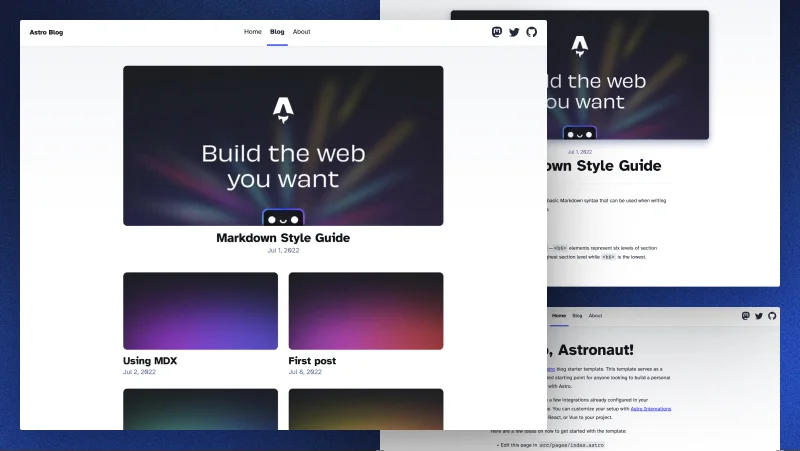 Astro Blog
Home Blog About
Build the web
you want
Markdown Style Guide
Jul 1, 2022
Using MDX
Jul 2, 2022
First post
Jul 8, 2022
ld the web
ou want
Jul 1, 2022
own Style Guide
basic Markdown syntax that can be used when writing
— <h6> elements represent six levels of section
ghest section level while <h6> is the lowest.
Home Blog About
o, Astronaut!
blog starter template. This template serves as a
ed starting point for anyone looking to build a personal
with Astro.
a few integrations already configured in your
You can customize your setup with Astro Integrations
React, or Vue to your project.
Here are a few ideas on how to get started with the template:
• Edit this page in src/pages/index.astro